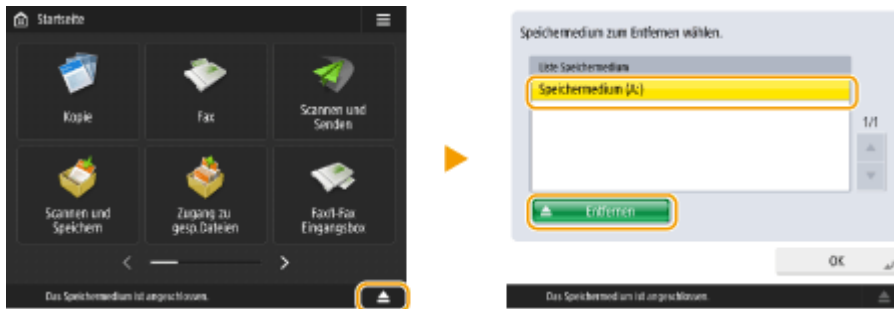 Startseite
Kopie
Fax
Scannen und
Senden
Scannen und
Speichern
Zugang zu
gesp.Dateien
Fax/I-Fax
Eingangsbox
Das Speichermedium ist angeschlossen.
Speichermedium zum Entfernen wählen.
Liste Speichermedium
Speichermedium (A:)
1/1
Entfernen
OK
Das Speichermedium ist angeschlossen.